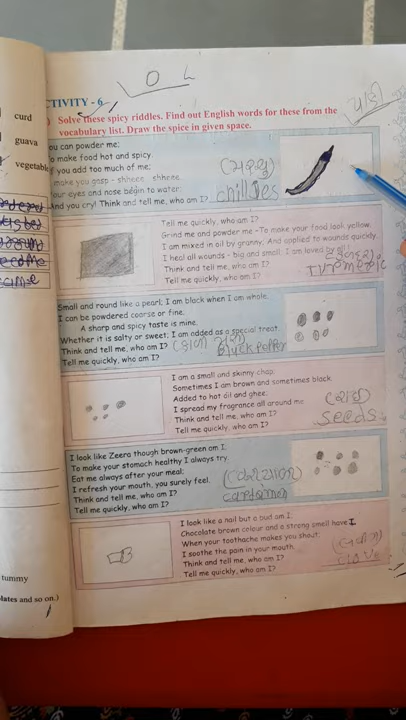 O L
curd
guava
vegetable
CTIVITY - 6
Solve these spicy riddles. Find out English words for these from the
vocabulary list. Draw the spice in given space.
ou can powder me;
o make food hot and spicy.
f you add too much of me;
make you gasp - shheee.. shheee.
our eyes and nose begin to water:
And you cry! Think and tell me, who am I?
chillies
Tell me quickly, who am I?
Grind me and powder me -To make your food look yellow.
I am mixed in oil by granny; And applied to wounds quickly.
I heal all wounds - big and small; I am loved by all!
Think and tell me, who am I?
Tell me quickly, who am I?
turmeric
Small and round like a pearl; I am black when I am whole.
I can be powdered coarse or fine.
A sharp and spicy taste is mine.
Whether it is salty or sweet; I am added as a special treat.
Think and tell me, who am I?
Tell me quickly, who am I?
Black pepper
I am a small and skinny chap.
Sometimes I am brown and sometimes black.
Added to hot oil and ghee;
I spread my fragrance all around me.
(રાઈ)
Think and tell me, who am I?
Tell me quickly, who am I?
seeds
I look like Zeera though brown-green am I.
To make your stomach healthy I always try.
Eat me always after your meal;
I refresh your mouth, you surely feel.
Think and tell me, who am I?
Tell me quickly, who am I?
I look like a nail but a bud am I.
Chocolate brown colour and a strong smell have I.
When your toothache makes you shout;
I soothe the pain in your mouth.
Think and tell me, who am I?
Tell me quickly, who am I?
clove
tummy
lates and so on.)